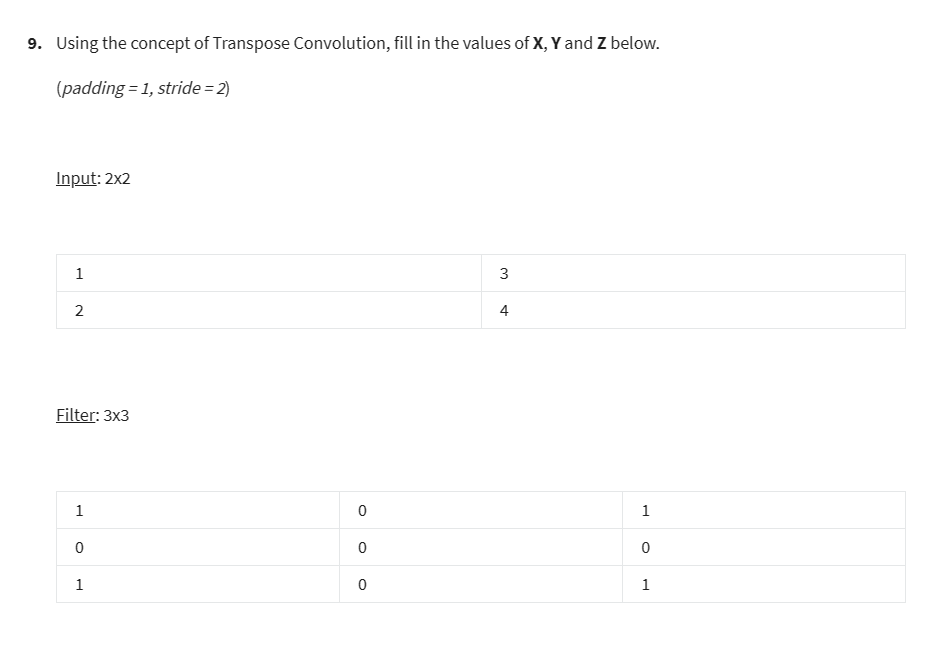 9. Using the concept of Transpose Convolution, fill in the values of X, Y and Z below.
(padding = 1, stride = 2)
Input: 2x2
1 3
2 4
Filter: 3x3
1 0 1
0 0 0
1 0 1